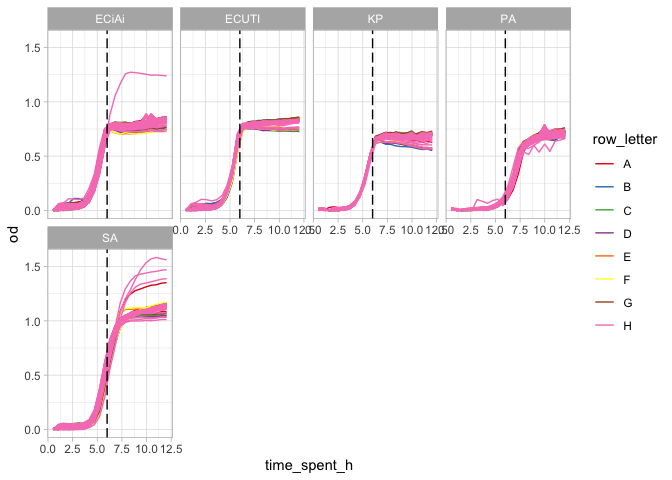 ECiAi ECUTI KP PA
1.5
1.0
0.5
0.0
0.0 2.5 5.0 7.5 10.0 12.5 0.0 2.5 5.0 7.5 10.0 12.5 0.0 2.5 5.0 7.5 10.0 12.5
SA
1.5
1.0
0.5
0.0
0.0 2.5 5.0 7.5 10.0 12.5
od
time_spent_h
row_letter
A
B
C
D
E
F
G
H